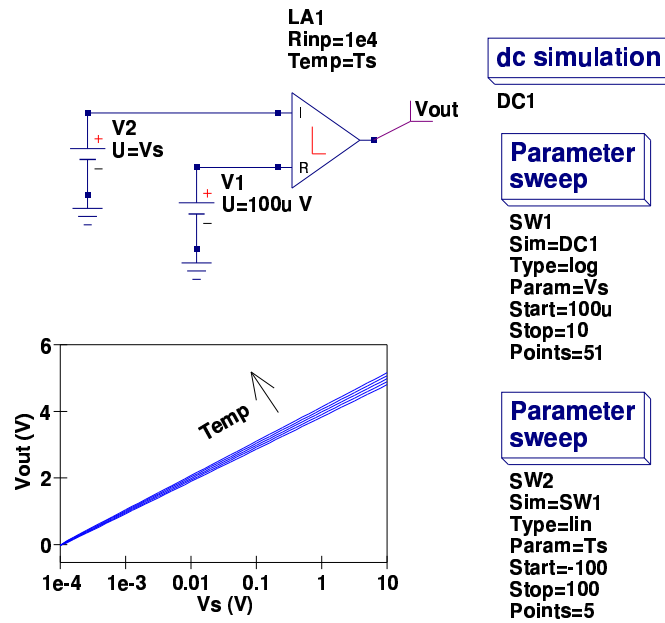 LA1
Rinp=1e4
Temp=Ts
I
R
L
Vout
V2
U=Vs
+
−
V1
U=100u V
+
−
dc simulation
DC1
Parameter
sweep
SW1
Sim=DC1
Type=log
Param=Vs
Start=100u
Stop=10
Points=51
Parameter
sweep
SW2
Sim=SW1
Type=lin
Param=Ts
Start=-100
Stop=100
Points=5
Vout (V)
6
4
2
0
Temp
1e-4
1e-3
0.01
0.1
1
10
Vs (V)